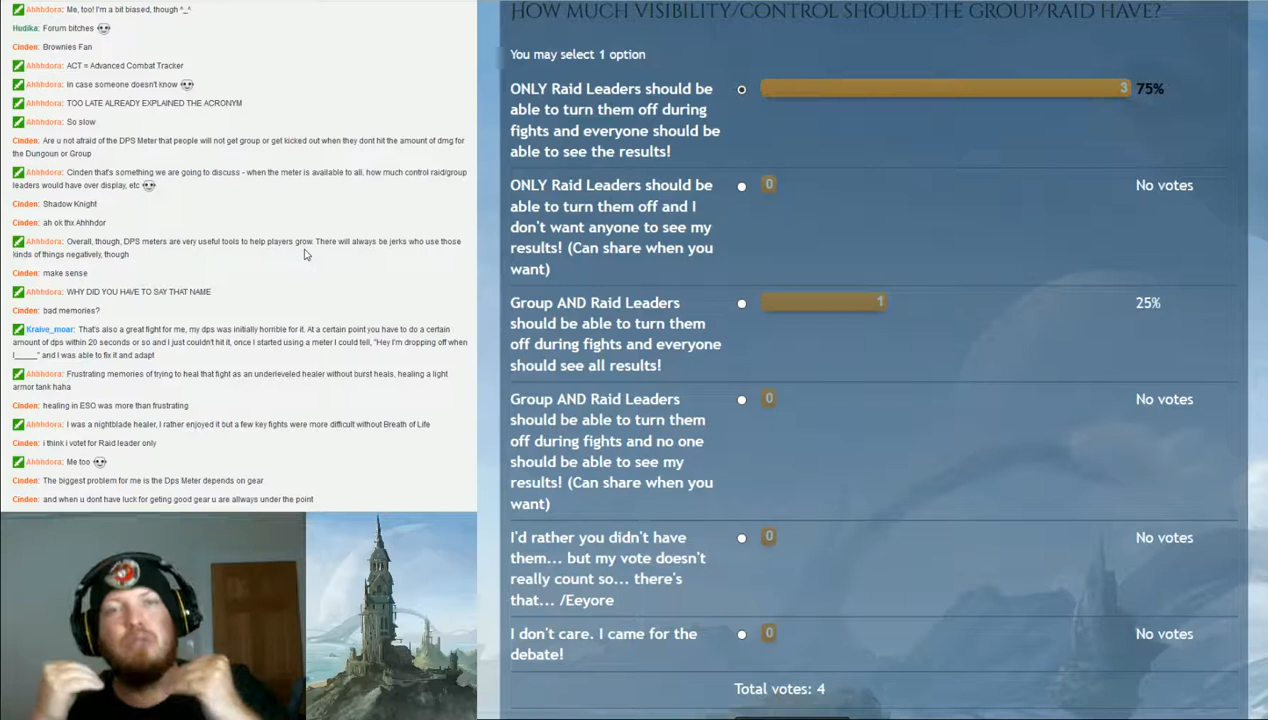 Ahhhdora: Me, too! I'm a bit biased, though ^_^
Hudika: Forum bitches
Cinden: Brownies Fan
Ahhhdora: ACT = Advanced Combat Tracker
Ahhhdora: In case someone doesn't know
Ahhhdora: TOO LATE ALREADY EXPLAINED THE ACRONYM
Ahhhdora: So slow
Cinden: Are u not afraid of the DPS Meter that people will not get group or get kicked out when they dont hit the amount of dmg for
the Dungoun or Group
Ahhhdora: Cinden that's something we are going to discuss - when the meter is available to all, how much control raid/group
leaders would have over display, etc
Cinden: Shadow Knight
Cinden: ah ok thx Ahhhdor
Ahhhdora: Overall, though, DPS meters are very useful tools to help players grow. There will always be jerks who use those
kinds of things negatively, though
Cinden: make sense
Ahhhdora: WHY DID YOU HAVE TO SAY THAT NAME
Cinden: bad memories?
Kraive_moar: That's also a great fight for me, my dps was initially horrible for it. At a certain point you have to do a certain
amount of dps within 20 seconds or so and I just couldn't hit it, once I started using a meter I could tell, "Hey I'm dropping off when
I_____" and I was able to fix it and adapt
Ahhhdora: Frustrating memories of trying to heal that fight as an underleveled healer without burst heals, healing a light
armor tank haha
Cinden: healing in ESO was more than frustrating
Ahhhdora: I was a nightblade healer, I rather enjoyed it but a few key fights were more difficult without Breath of Life
Cinden: i think i votet for Raid leader only
Ahhhdora: Me too
Cinden: The biggest problem for me is the Dps Meter depends on gear
Cinden: and when u dont have luck for geting good gear u are allways under the point
HOW MUCH VISIBILITY/CONTROL SHOULD THE GROUP/RAID HAVE?
You may select 1 option
ONLY Raid Leaders should be
able to turn them off during
fights and everyone should be
able to see the results!
3 75%
ONLY Raid Leaders should be
able to turn them off and I
don't want anyone to see my
results! (Can share when you
want)
0 No votes
Group AND Raid Leaders
should be able to turn them
off during fights and everyone
should see all results!
1 25%
Group AND Raid Leaders
should be able to turn them
off during fights and no one
should be able to see my
results! (Can share when you
want)
0 No votes
I'd rather you didn't have
them... but my vote doesn't
really count so... there's
that... /Eeyore
0 No votes
I don't care. I came for the
debate!
0 No votes
Total votes: 4